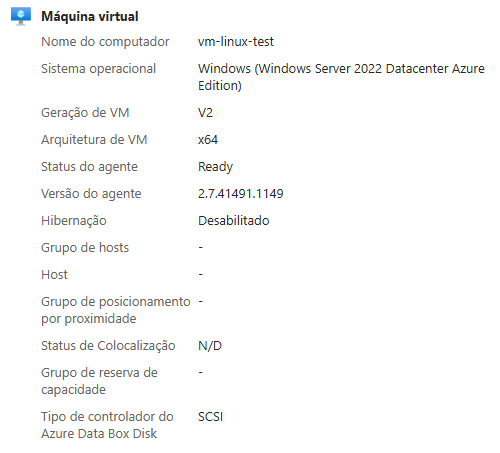 Máquina virtual
Nome do computador vm-linux-test
Sistema operacional Windows (Windows Server 2022 Datacenter Azure
Edition)
Geração de VM V2
Arquitetura de VM x64
Status do agente Ready
Versão do agente 2.7.41491.1149
Hibernação Desabilitado
Grupo de hosts -
Host -
Grupo de posicionamento -
por proximidade
Status de Colocalização N/D
Grupo de reserva de -
capacidade
Tipo de controlador do SCSI
Azure Data Box Disk